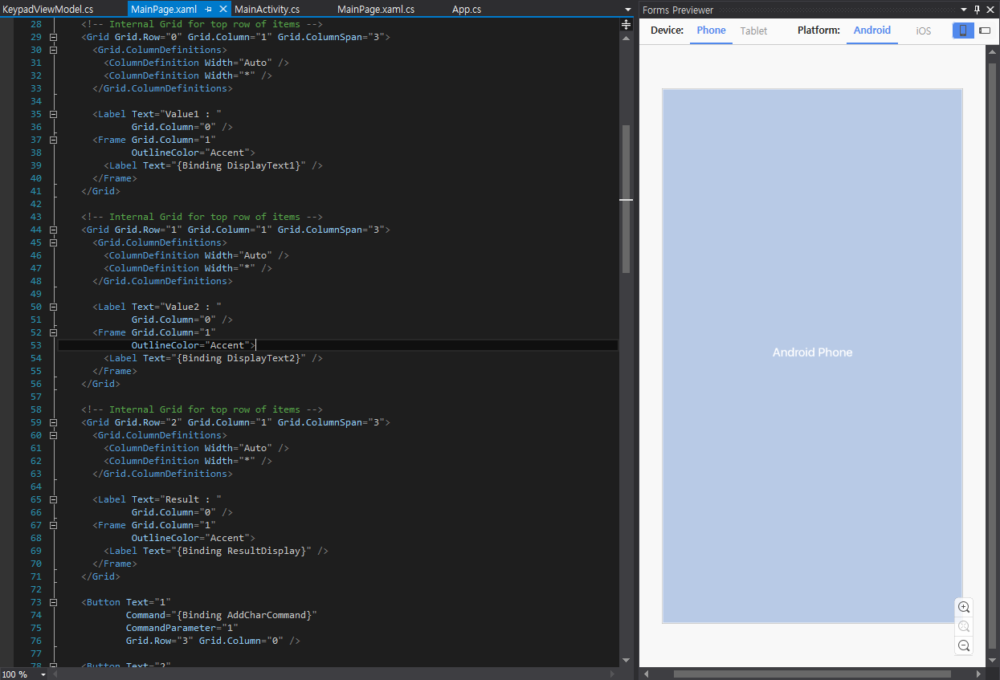 KeypadViewModel.cs MainPage.xaml MainActivity.cs MainPage.xaml.cs App.cs
28 <!-- Internal Grid for top row of items -->
29 <Grid Grid.Row="0" Grid.Column="1" Grid.ColumnSpan="3">
30 <Grid.ColumnDefinitions>
31 <ColumnDefinition Width="Auto" />
32 <ColumnDefinition Width="*" />
33 </Grid.ColumnDefinitions>
34
35 <Label Text="Value1 : "
36 Grid.Column="0" />
37 <Frame Grid.Column="1"
38 OutlineColor="Accent">
39 <Label Text="{Binding DisplayText1}" />
40 </Frame>
41 </Grid>
42
43 <!-- Internal Grid for top row of items -->
44 <Grid Grid.Row="1" Grid.Column="1" Grid.ColumnSpan="3">
45 <Grid.ColumnDefinitions>
46 <ColumnDefinition Width="Auto" />
47 <ColumnDefinition Width="*" />
48 </Grid.ColumnDefinitions>
49
50 <Label Text="Value2 : "
51 Grid.Column="0" />
52 <Frame Grid.Column="1"
53 OutlineColor="Accent">
54 <Label Text="{Binding DisplayText2}" />
55 </Frame>
56 </Grid>
57
58 <!-- Internal Grid for top row of items -->
59 <Grid Grid.Row="2" Grid.Column="1" Grid.ColumnSpan="3">
60 <Grid.ColumnDefinitions>
61 <ColumnDefinition Width="Auto" />
62 <ColumnDefinition Width="*" />
63 </Grid.ColumnDefinitions>
64
65 <Label Text="Result : "
66 Grid.Column="0" />
67 <Frame Grid.Column="1"
68 OutlineColor="Accent">
69 <Label Text="{Binding ResultDisplay}" />
70 </Frame>
71 </Grid>
72
73 <Button Text="1"
74 Command="{Binding AddCharCommand}"
75 CommandParameter="1"
76 Grid.Row="3" Grid.Column="0" />
77
78 <Button Text="2"
100 %
Forms Previewer
Device: Phone Tablet Platform: Android iOS
Android Phone